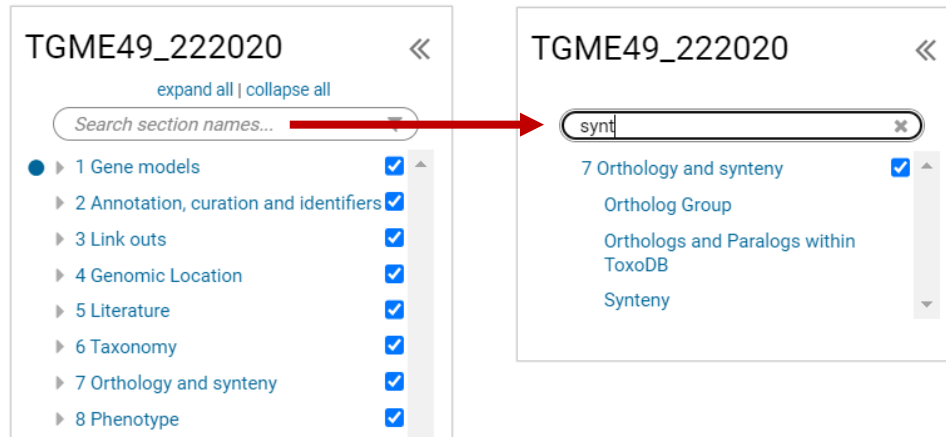 TGME49_222020
expand all | collapse all
Search section names...
1 Gene models
2 Annotation, curation and identifiers
3 Link outs
4 Genomic Location
5 Literature
6 Taxonomy
7 Orthology and synteny
8 Phenotype
TGME49_222020
synt
7 Orthology and synteny
Ortholog Group
Orthologs and Paralogs within
ToxoDB
Synteny